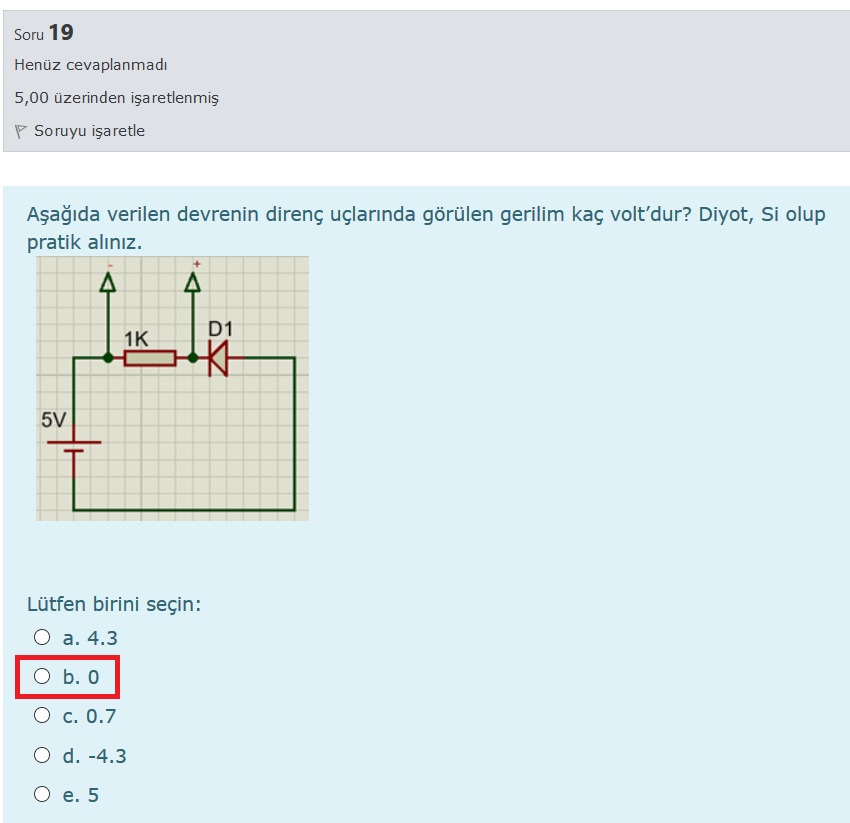 Soru 19
Henüz cevaplanmadı
5,00 üzerinden işaretlenmiş
Soruyu işaretle
Aşağıda verilen devrenin direnç uçlarında görülen gerilim kaç volt’dur? Diyot, Si olup
pratik alınız.
- +
1K D1
5V
Lütfen birini seçin:
a. 4.3
b. 0
c. 0.7
d. -4.3
e. 5